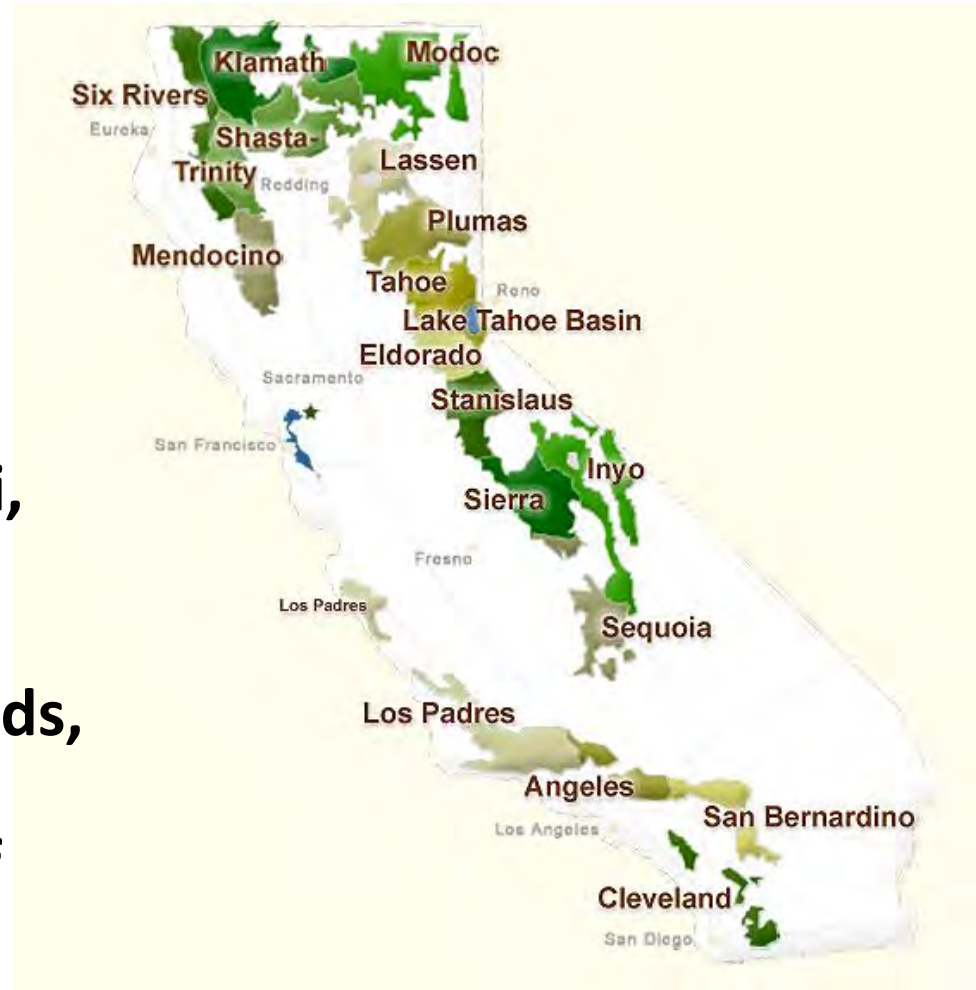 Klamath
Modoc
Six Rivers
Eureka
Shasta-
Trinity
Redding
Lassen
Plumas
Mendocino
Tahoe
Reno
Lake Tahoe Basin
Eldorado
Sacramento
Stanislaus
San Francisco
Inyo
i,
Sierra
Fresno
Los Padres
Sequoia
ds,
Los Padres
Angeles
San Bernardino
Los Angeles
Cleveland
San Diego